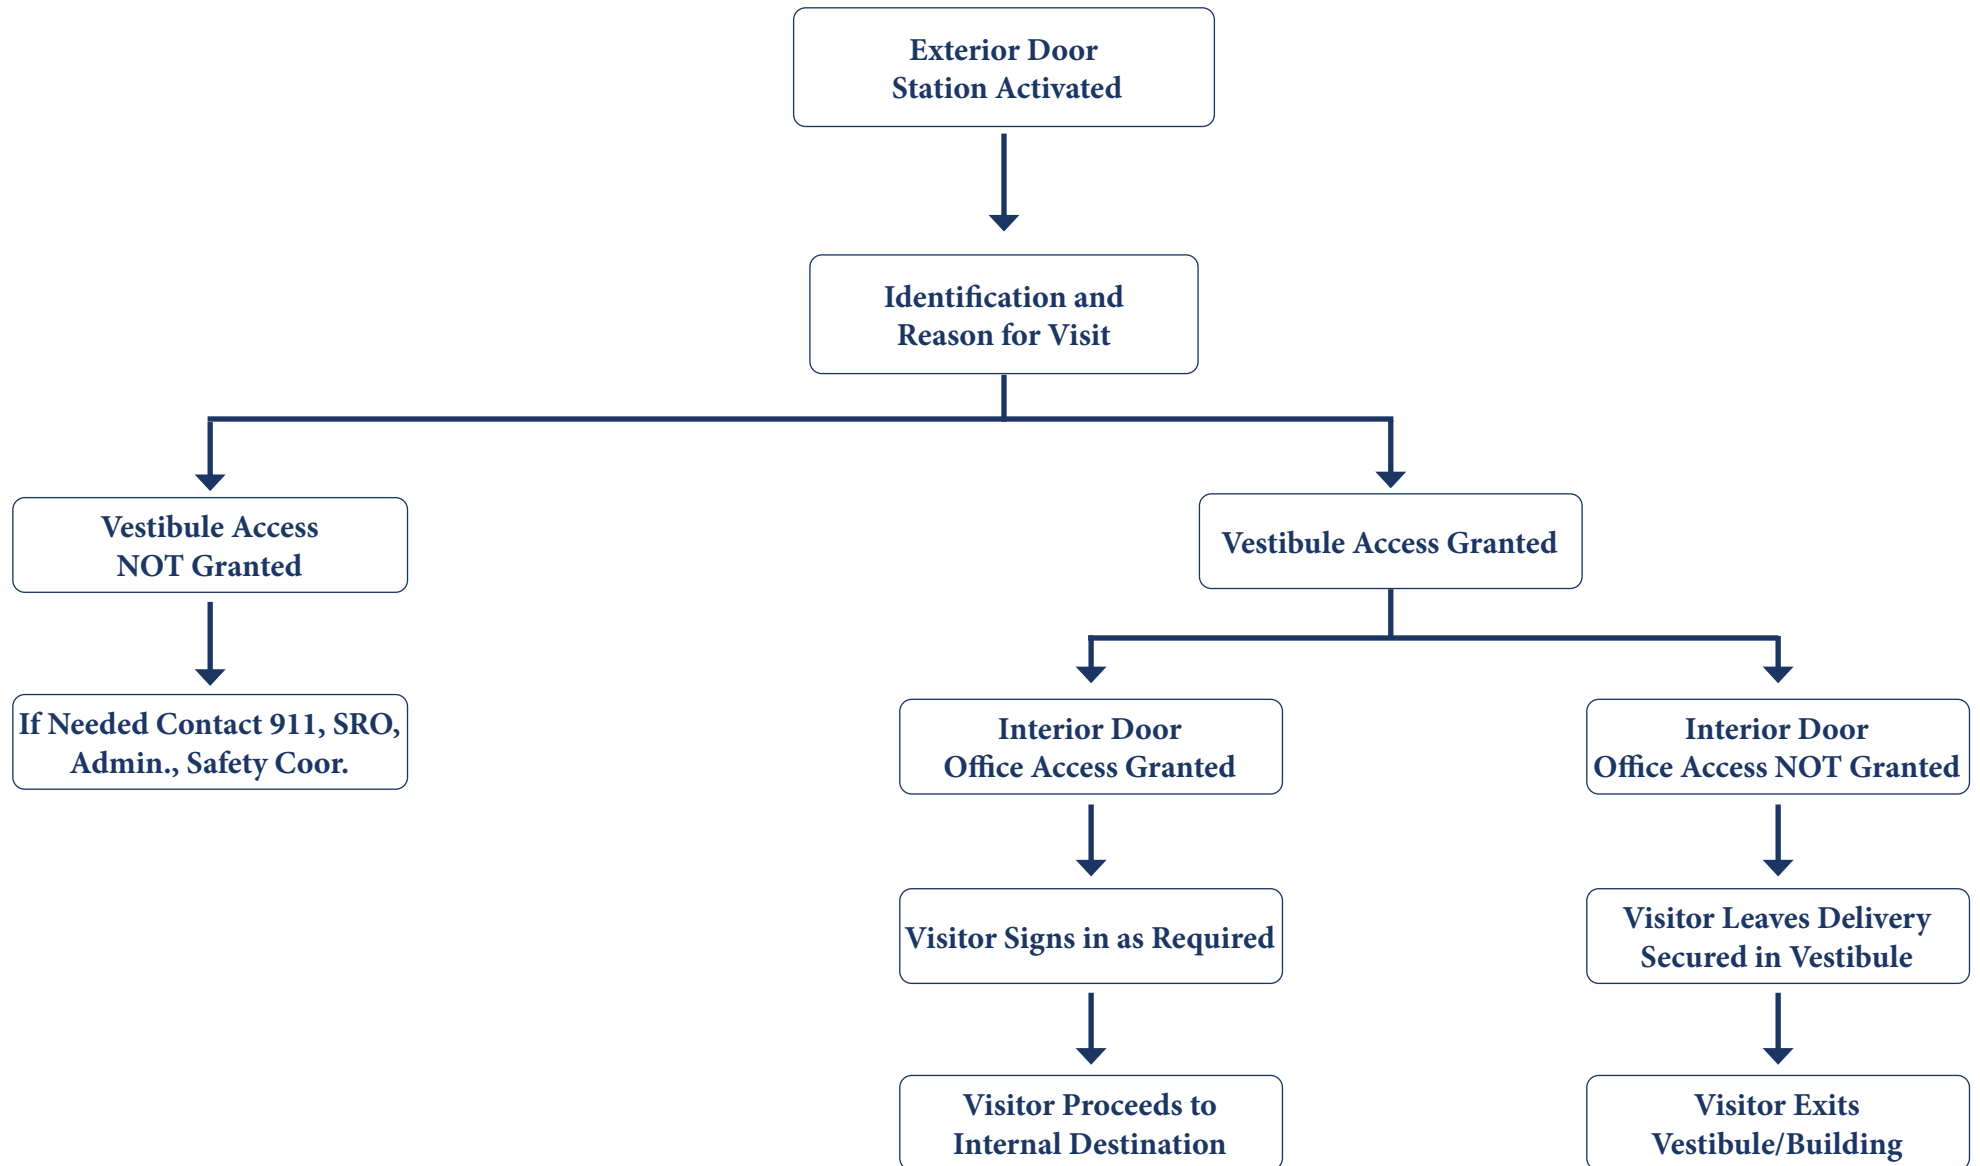 Exterior Door
Station Activated
Identification and
Reason for Visit
Vestibule Access
NOT Granted
Vestibule Access Granted
If Needed Contact 911, SRO,
Admin., Safety Coor.
Interior Door
Office Access Granted
Interior Door
Office Access NOT Granted
Visitor Signs in as Required
Visitor Leaves Delivery
Secured in Vestibule
Visitor Proceeds to
Internal Destination
Visitor Exits
Vestibule/Building